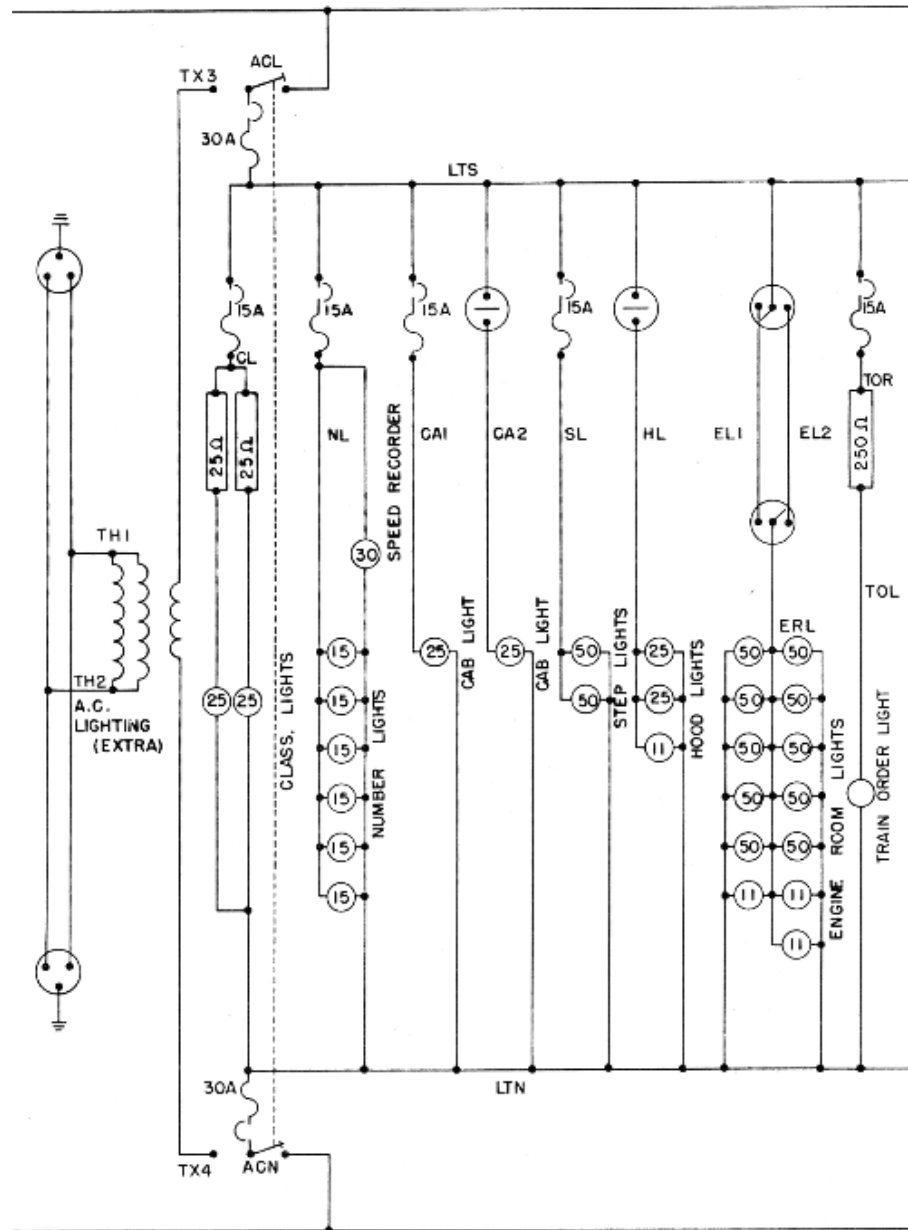 ACL
TX3
30A
LTS
15A
15A
15A
15A
15A
CL
TOR
25Ω
25Ω
NL
SPEED RECORDER
CA1
CA2
SL
HL
EL1
EL2
250Ω
TH1
30
TOL
ERL
25
CAB LIGHT
25
CAB LIGHT
TH2
A.C.
LIGHTING
(EXTRA)
25
25
CLASS. LIGHTS
15
15
15
15
15
15
NUMBER LIGHTS
50
50
STEP LIGHTS
25
25
11
HOOD LIGHTS
50
50
50
50
50
50
50
50
50
50
11
11
11
ENGINE ROOM LIGHTS
TRAIN ORDER LIGHT
30A
LTN
TX4
ACN